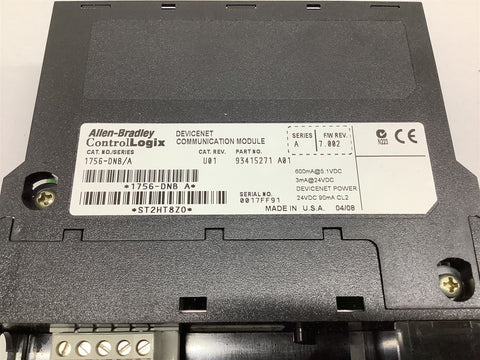 Allen-Bradley
ControlLogix
DEVICENET
COMMUNICATION MODULE
SERIES
A
F/W REV.
7.002
N223
CE
CAT. NO./SERIES
CAT. REV.
PART NO.
1756-DNB/A
U01
93415271 A01
600mA@5.1VDC
3mA@24VDC
DEVICENET POWER
24VDC 90mA CL2
*1756-DNB A*
SERIAL NO.
0017FF91
*ST2HT8Z0*
MADE IN U.S.A. 04/08